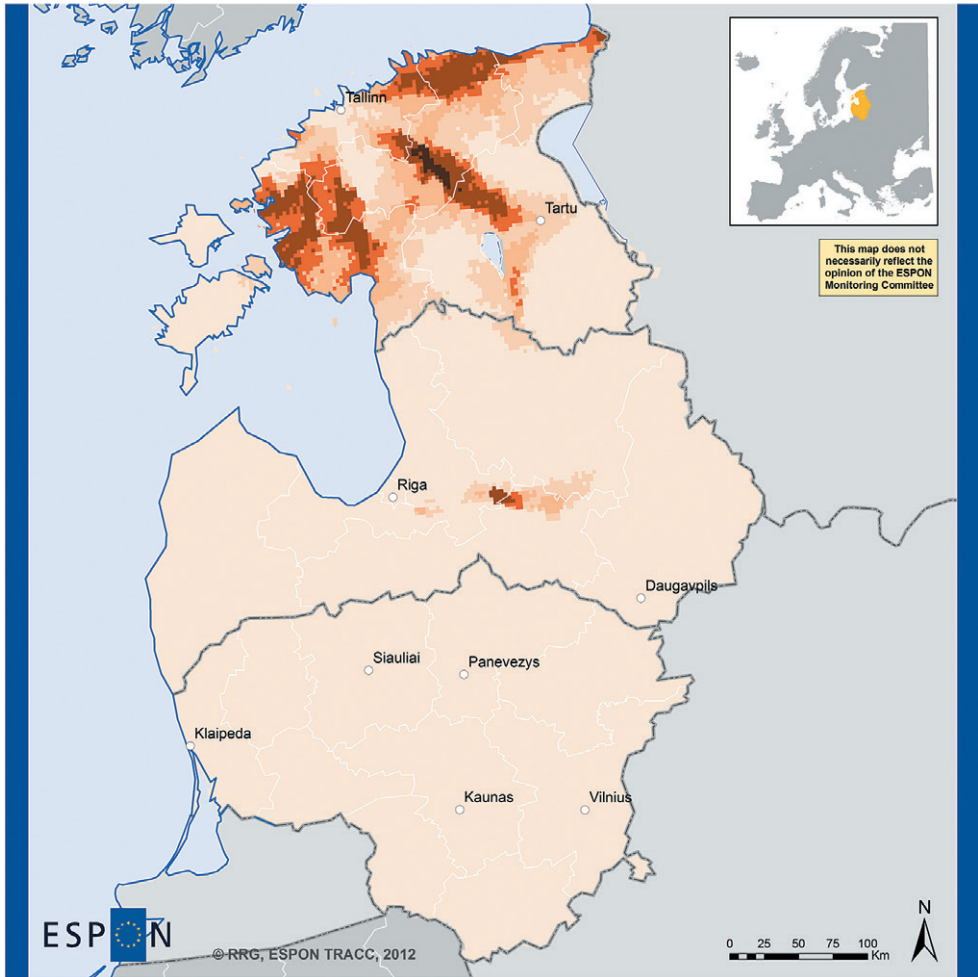 Tallinn
Tartu
This map does not
necessarily reflect the
opinion of the ESPON
Monitoring Committee
Riga
Daugavpils
Siauliai
Panevezys
Klaipeda
Kaunas
Vilnius
N
ESPON
© RRG, ESPON TRACC, 2012
0 25 50 75 100
Km